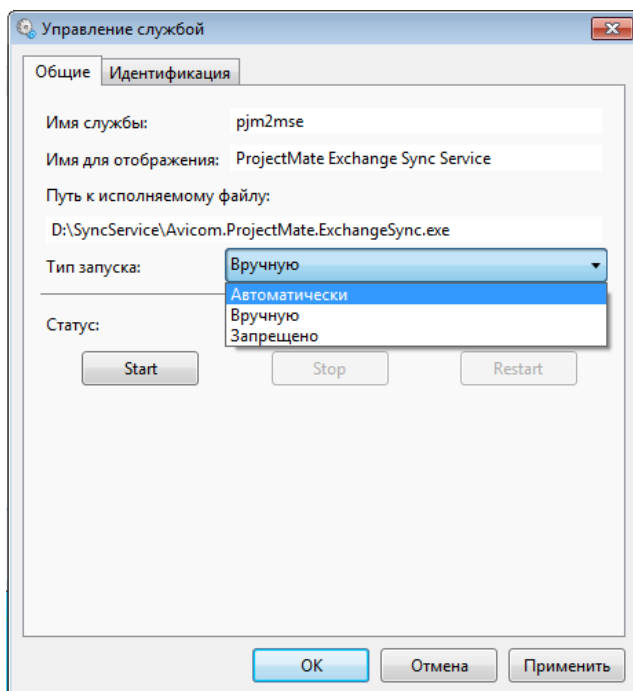 Управление службой
Общие Идентификация
Имя службы: pjm2mse
Имя для отображения: ProjectMate Exchange Sync Service
Путь к исполняемому файлу:
D:\SyncService\Avicom.ProjectMate.ExchangeSync.exe
Тип запуска: Вручную
Автоматически
Вручную
Запрещено
Статус:
Start Stop Restart
OK Отмена Применить